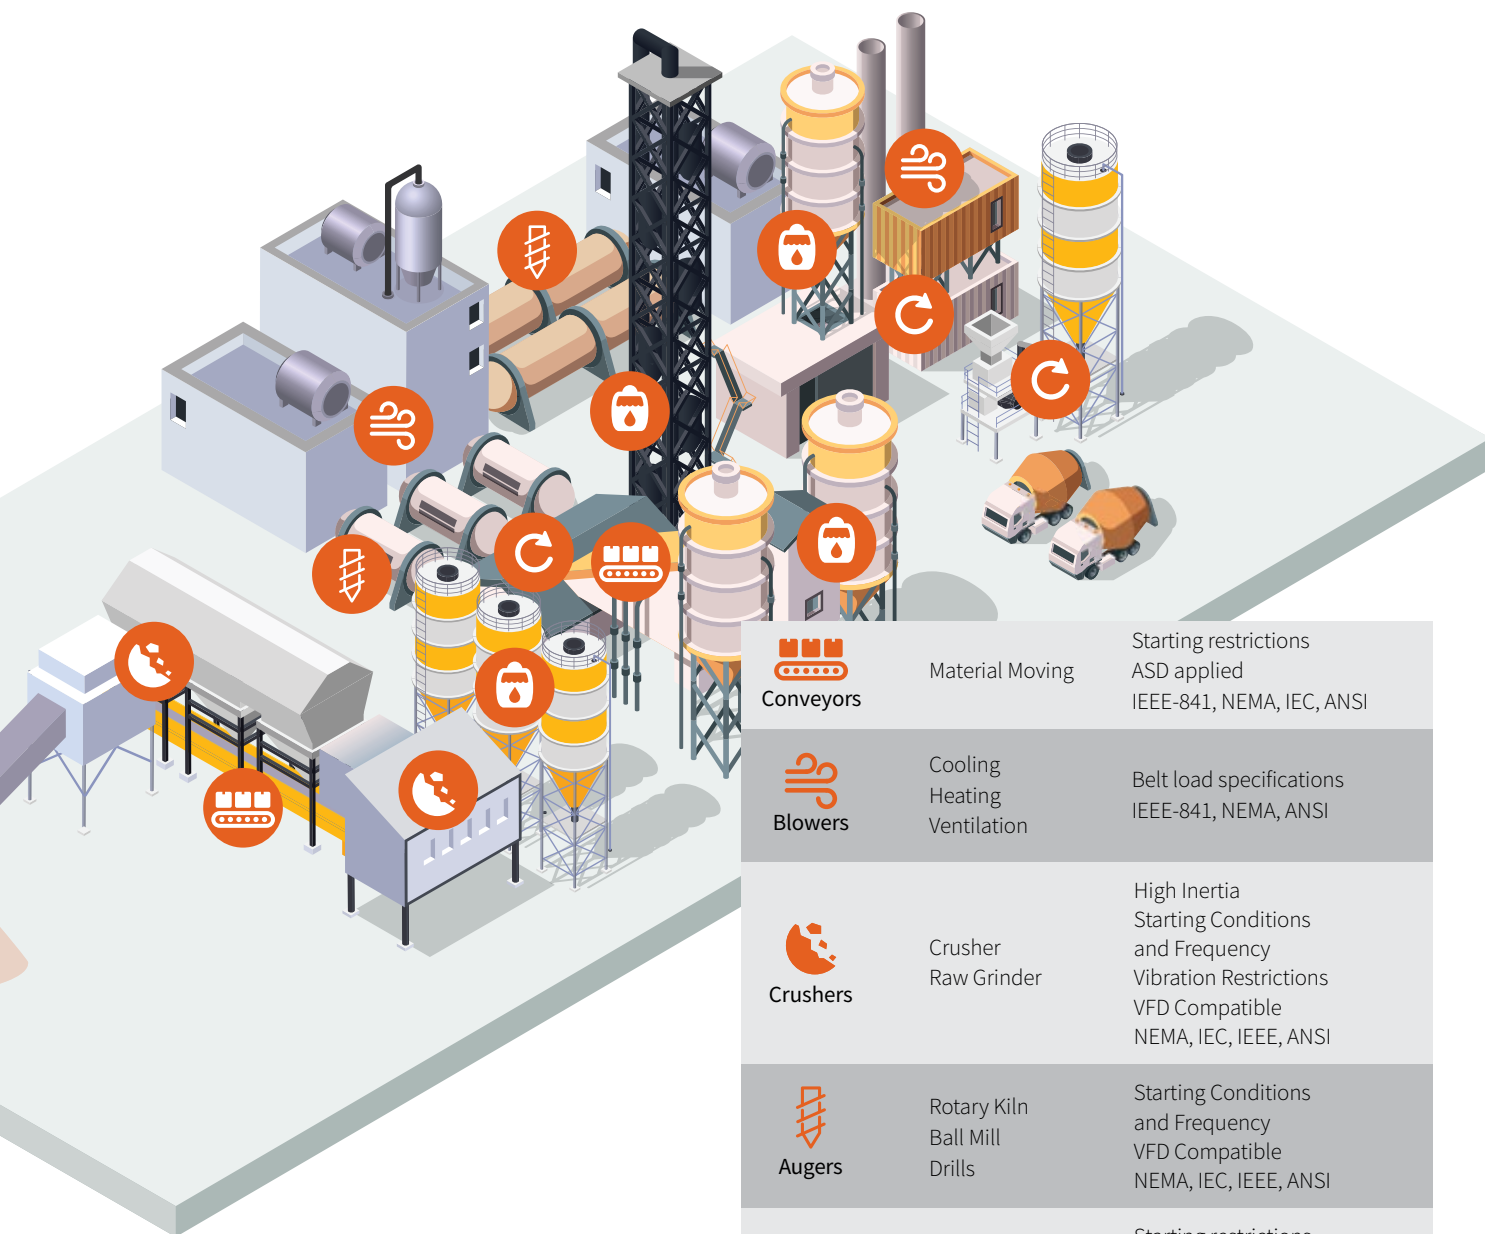 Conveyors
Material Moving
Starting restrictions
ASD applied
IEEE-841, NEMA, IEC, ANSI
Blowers
Cooling
Heating
Ventilation
Belt load specifications
IEEE-841, NEMA, ANSI
Crushers
Crusher
Raw Grinder
High Inertia
Starting Conditions
and Frequency
Vibration Restrictions
VFD Compatible
NEMA, IEC, IEEE, ANSI
Augers
Rotary Kiln
Ball Mill
Drills
Starting Conditions
and Frequency
VFD Compatible
NEMA, IEC, IEEE, ANSI
Starting restrictions